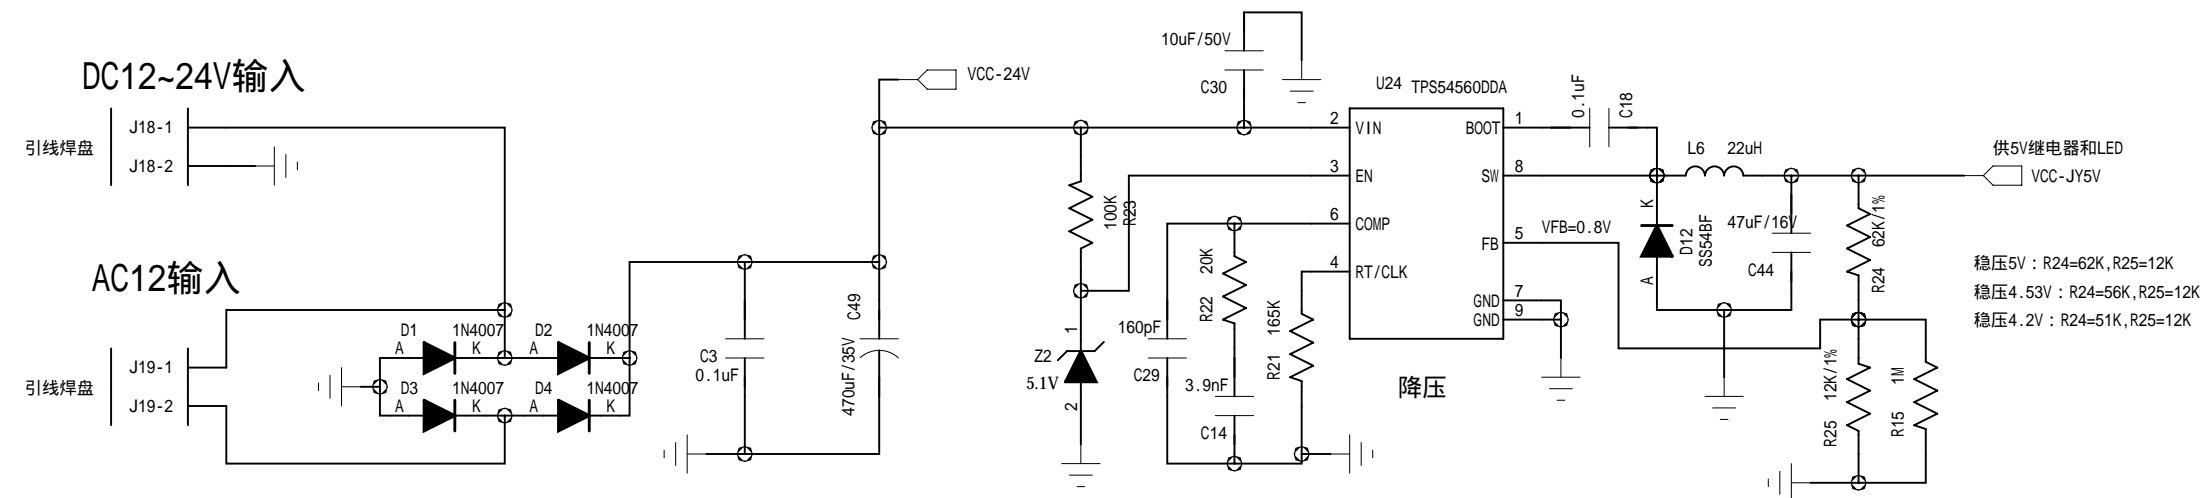 DC12~24V输入
引线焊盘
J18-1
J18-2
AC12输入
引线焊盘
J19-1
J19-2
D1
1N4007
A
K
D2
1N4007
A
K
D3
1N4007
A
K
D4
1N4007
A
K
C3
0.1uF
C49
470uF/35V
VCC-24V
10uF/50V
C30
100K
R23
Z2
5.1V
1
2
160pF
C29
20K
R22
3.9nF
C14
165K
R21
U24
TPS54560DDA
2
VIN
3
EN
6
COMP
4
RT/CLK
BOOT
1
SW
8
FB
5
GND
7
GND
9
VFB=0.8V
降压
0.1uF
C18
L6
22uH
K
A
D12
SS54BF
47uF/16V
C44
62K/1%
R24
12K/1%
R25
1M
R15
供5V继电器和LED
VCC-JY5V
稳压5V：R24=62K,R25=12K
稳压4.53V：R24=56K,R25=12K
稳压4.2V：R24=51K,R25=12K